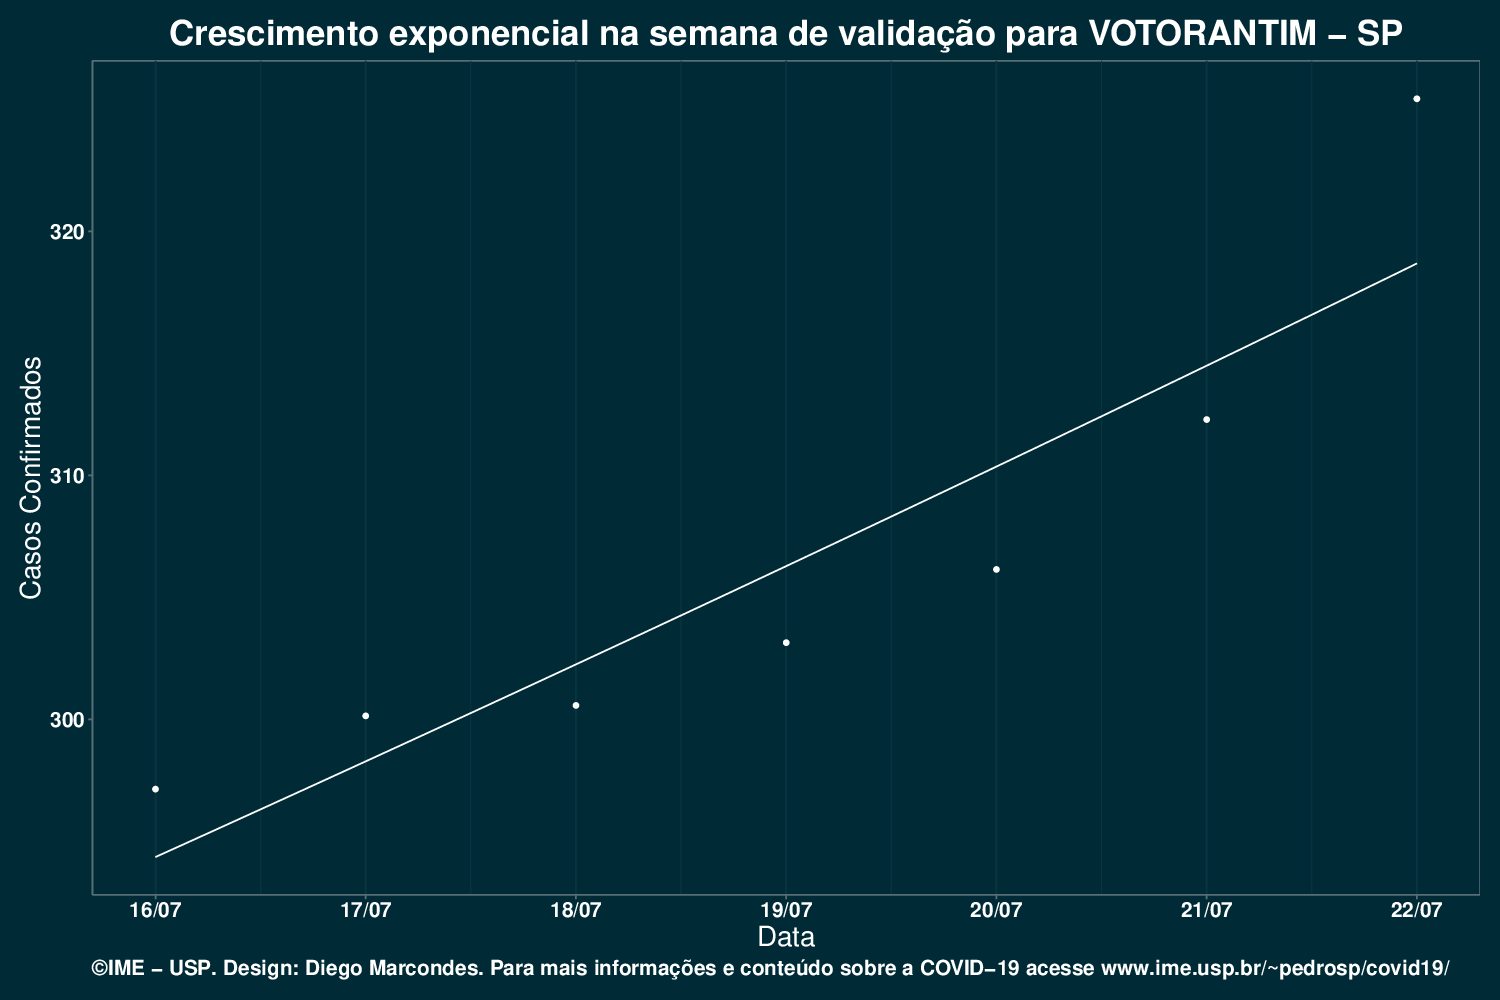 Crescimento exponencial na semana de validação para VOTORANTIM – SP
Casos Confirmados
320
310
300
16/07 17/07 18/07 19/07 20/07 21/07 22/07
Data
©IME – USP. Design: Diego Marcondes. Para mais informações e conteúdo sobre a COVID–19 acesse www.ime.usp.br/~pedrosp/covid19/